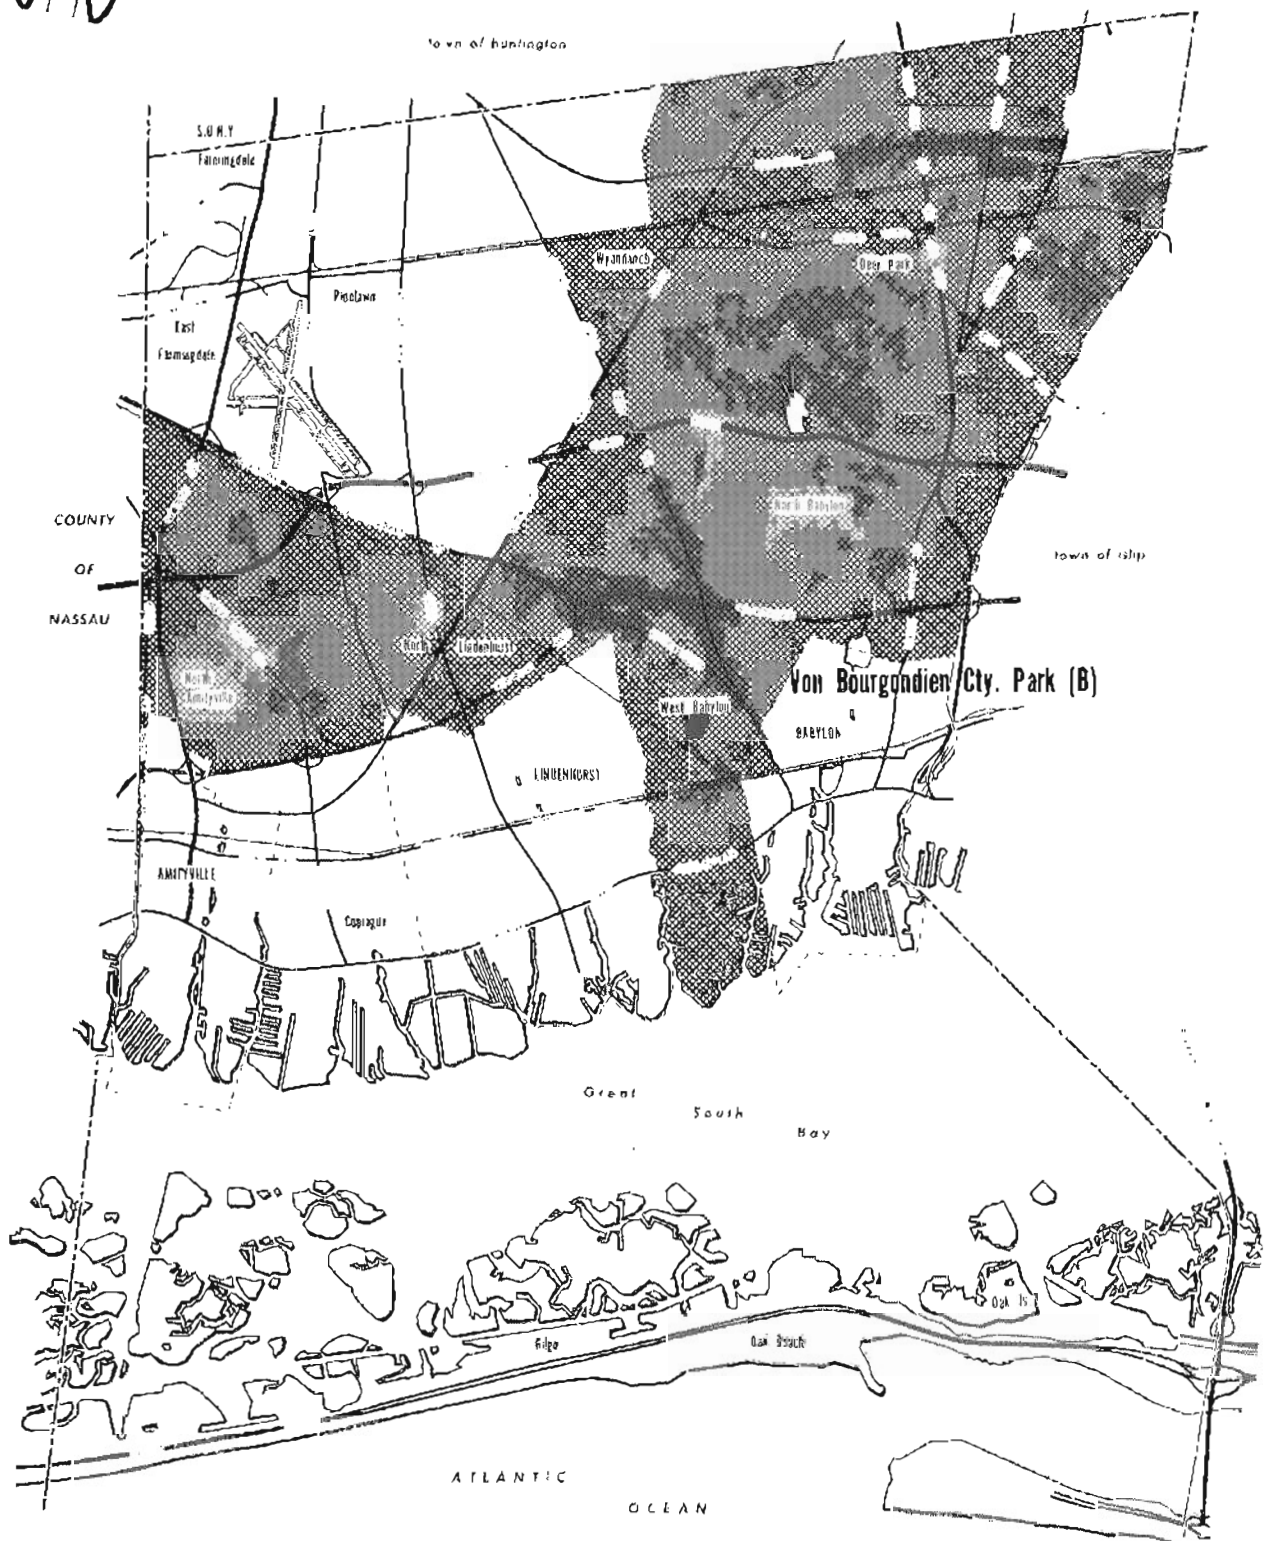 Town of Huntington
S.U.N.Y
Farmingdale
Wyandanch
Deer Park
Pinelawn
East
Farmingdale
North Babylon
COUNTY
OF
NASSAU
Town of Islip
North
Lindenhurst
North
Amityville
Von Bourgondien Cty. Park (B)
West Babylon
BABYLON
LINDENHURST
AMITYVILLE
Copiague
Great
South
Bay
Oak Is
Gilgo
Oak Beach
ATLANTIC
OCEAN